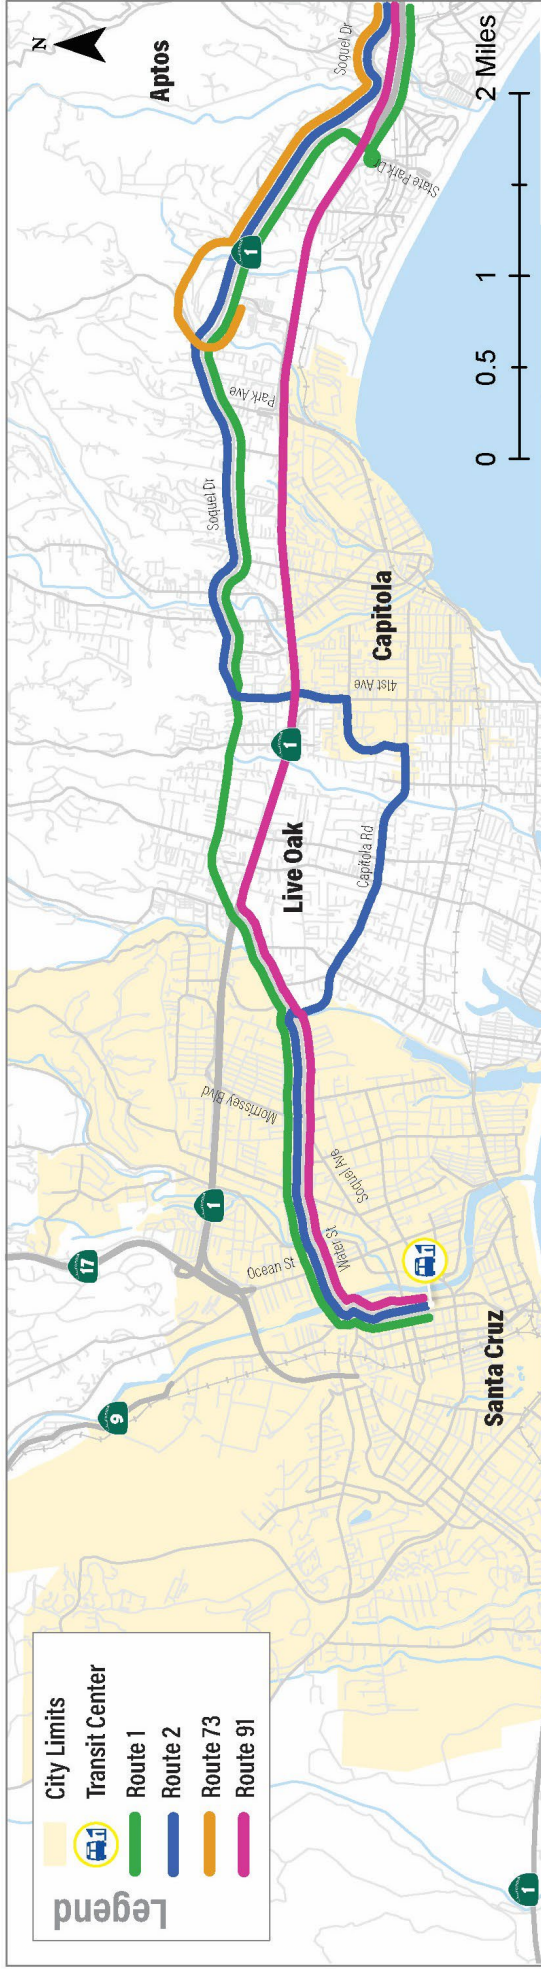 Legend
City Limits
Transit Center
Route 1
Route 2
Route 73
Route 91
9
17
1
1
1
1
N
Aptos
Soquel Dr
State Park Dr
Park Ave
Soquel Dr
41st Ave
Capitola
Live Oak
Capitola Rd
Morrissey Blvd
Soquel Ave
Water St
Ocean St
Santa Cruz
0 0.5 1 2 Miles